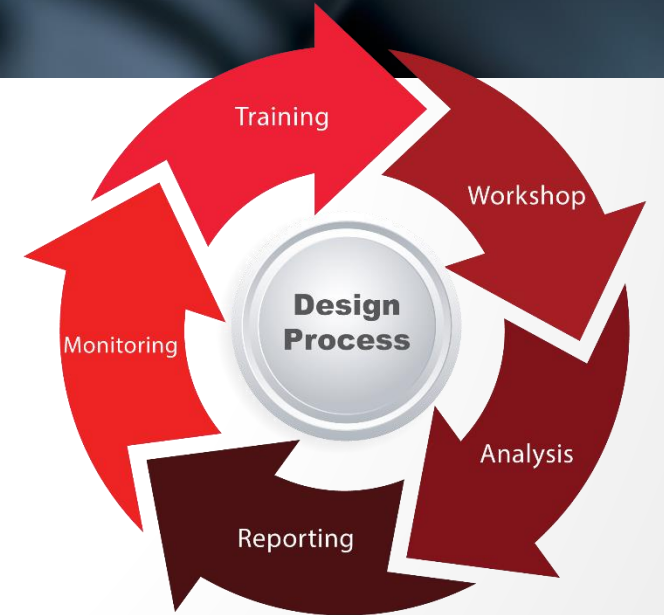 Training
Workshop
Design
Process
Monitoring
Analysis
Reporting